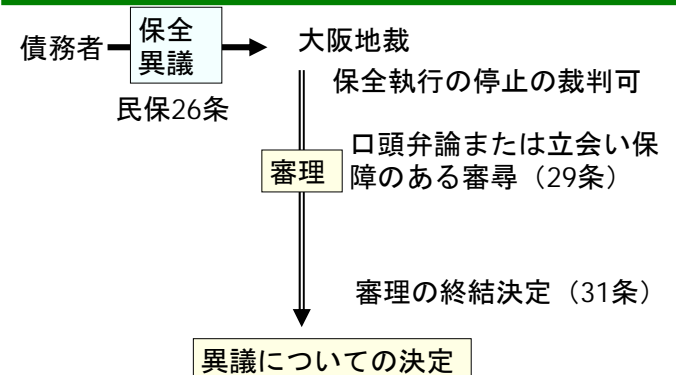 債務者
保全
異議
大阪地裁
保全執行の停止の裁判可
民保26条
審理
口頭弁論または立会い保
障のある審尋（29条）
審理の終結決定（31条）
異議についての決定